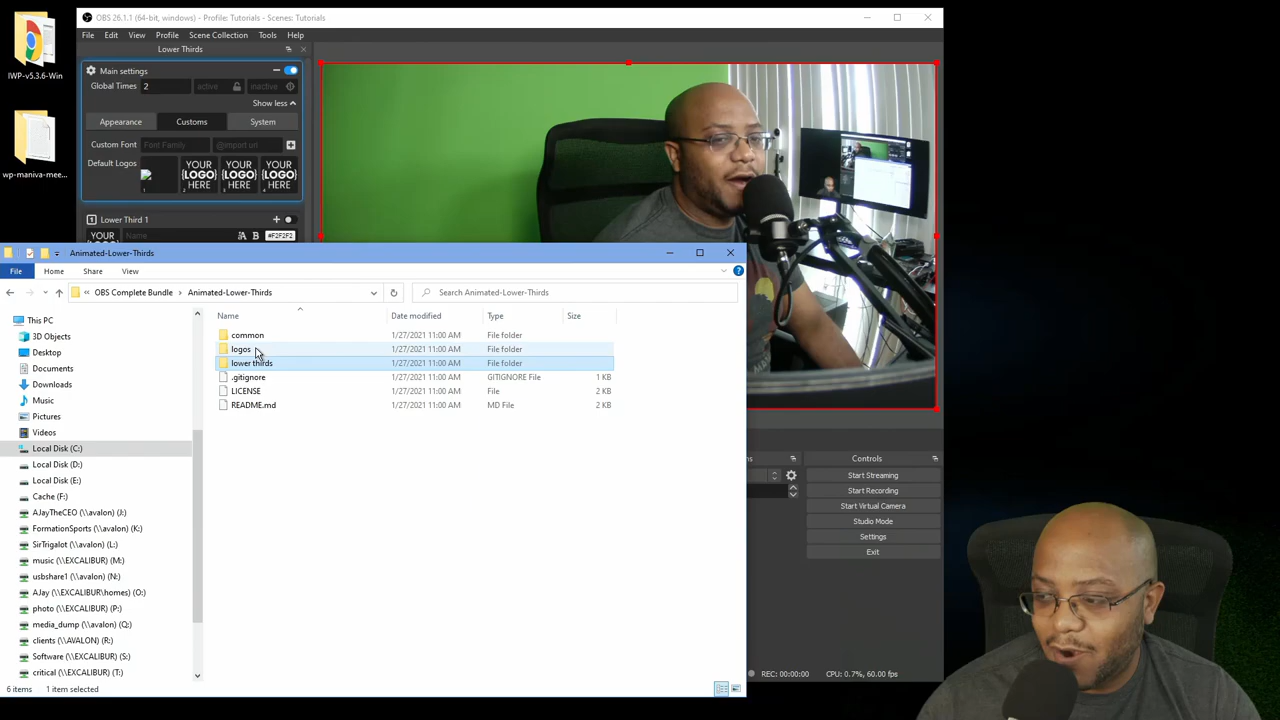 IWP-v5.3.6-Win
wp-maniva-mee...
OBS 26.1.1 (64-bit, windows) - Profile: Tutorials - Scenes: Tutorials
File Edit View Profile Scene Collection Tools Help
Lower Thirds
Main settings
Global Times 2 active inactive
Show less
Appearance Customs System
Custom Font Font Family @import url
Default Logos
1
YOUR {LOGO} HERE 2
YOUR {LOGO} HERE 3
YOUR {LOGO} HERE 4
1 Lower Third 1
Name AA B #F2F2F2
Animated-Lower-Thirds
File Home Share View
« OBS Complete Bundle > Animated-Lower-Thirds
Search Animated-Lower-Thirds
Name Date modified Type Size
common 1/27/2021 11:00 AM File folder
logos 1/27/2021 11:00 AM File folder
lower thirds 1/27/2021 11:00 AM File folder
.gitignore 1/27/2021 11:00 AM GITIGNORE File 1 KB
LICENSE 1/27/2021 11:00 AM File 2 KB
README.md 1/27/2021 11:00 AM MD File 2 KB
This PC
3D Objects
Desktop
Documents
Downloads
Music
Pictures
Videos
Local Disk (C:)
Local Disk (D:)
Local Disk (E:)
Cache (F:)
AJayTheCEO (\\avalon) (J:)
FormationSports (\\avalon) (K:)
SirTrigalot (\\avalon) (L:)
music (\\EXCALIBUR) (M:)
usbshare1 (\\avalon) (N:)
AJay (\\EXCALIBUR\homes) (O:)
photo (\\EXCALIBUR) (P:)
media_dump (\\avalon) (Q:)
clients (\\AVALON) (R:)
Software (\\EXCALIBUR) (S:)
critical (\\EXCALIBUR) (T:)
6 items 1 item selected
Controls
Start Streaming
Start Recording
Start Virtual Camera
Studio Mode
Settings
Exit
REC: 00:00:00 CPU: 0.7%, 60.00 fps